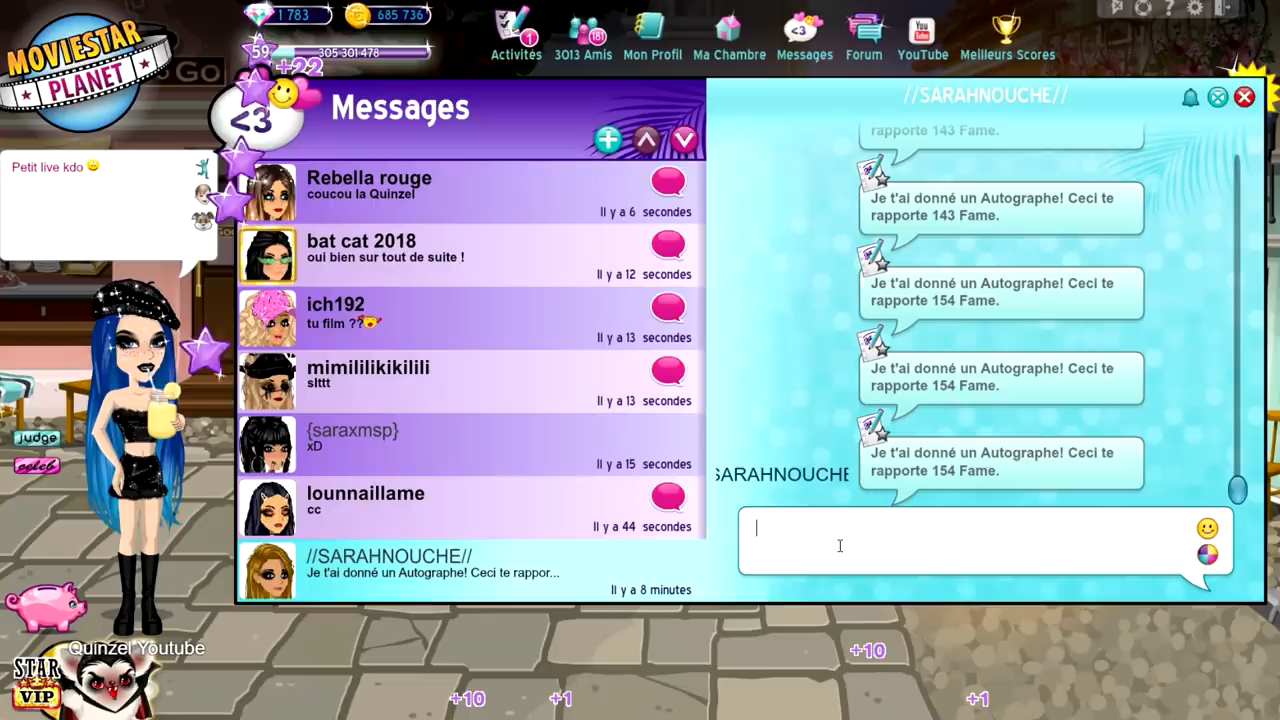 MOVIESTAR
PLANET
Go
1 783
685 736
59
305 301 478
+22
1
Activités
181
3013 Amis
Mon Profil
Ma Chambre
<3
Messages
Forum
You
Tube
YouTube
Meilleurs Scores
Petit live kdo
<3
Messages
Rebella rouge
coucou la Quinzel
Il y a 6 secondes
bat cat 2018
oui bien sur tout de suite !
Il y a 12 secondes
ich192
tu film ??
Il y a 13 secondes
mimililikikilili
slttt
Il y a 13 secondes
{saraxmsp}
xD
Il y a 15 secondes
lounnaillame
cc
Il y a 44 secondes
//SARAHNOUCHE//
Je t'ai donné un Autographe! Ceci te rappor...
Il y a 8 minutes
//SARAHNOUCHE//
rapporte 143 Fame.
Je t'ai donné un Autographe! Ceci te
rapporte 143 Fame.
Je t'ai donné un Autographe! Ceci te
rapporte 154 Fame.
Je t'ai donné un Autographe! Ceci te
rapporte 154 Fame.
Je t'ai donné un Autographe! Ceci te
rapporte 154 Fame.
SARAHNOUCHE
judge
celeb
Quinzel Youtube
STAR
VIP
+10
+10
+1
+1